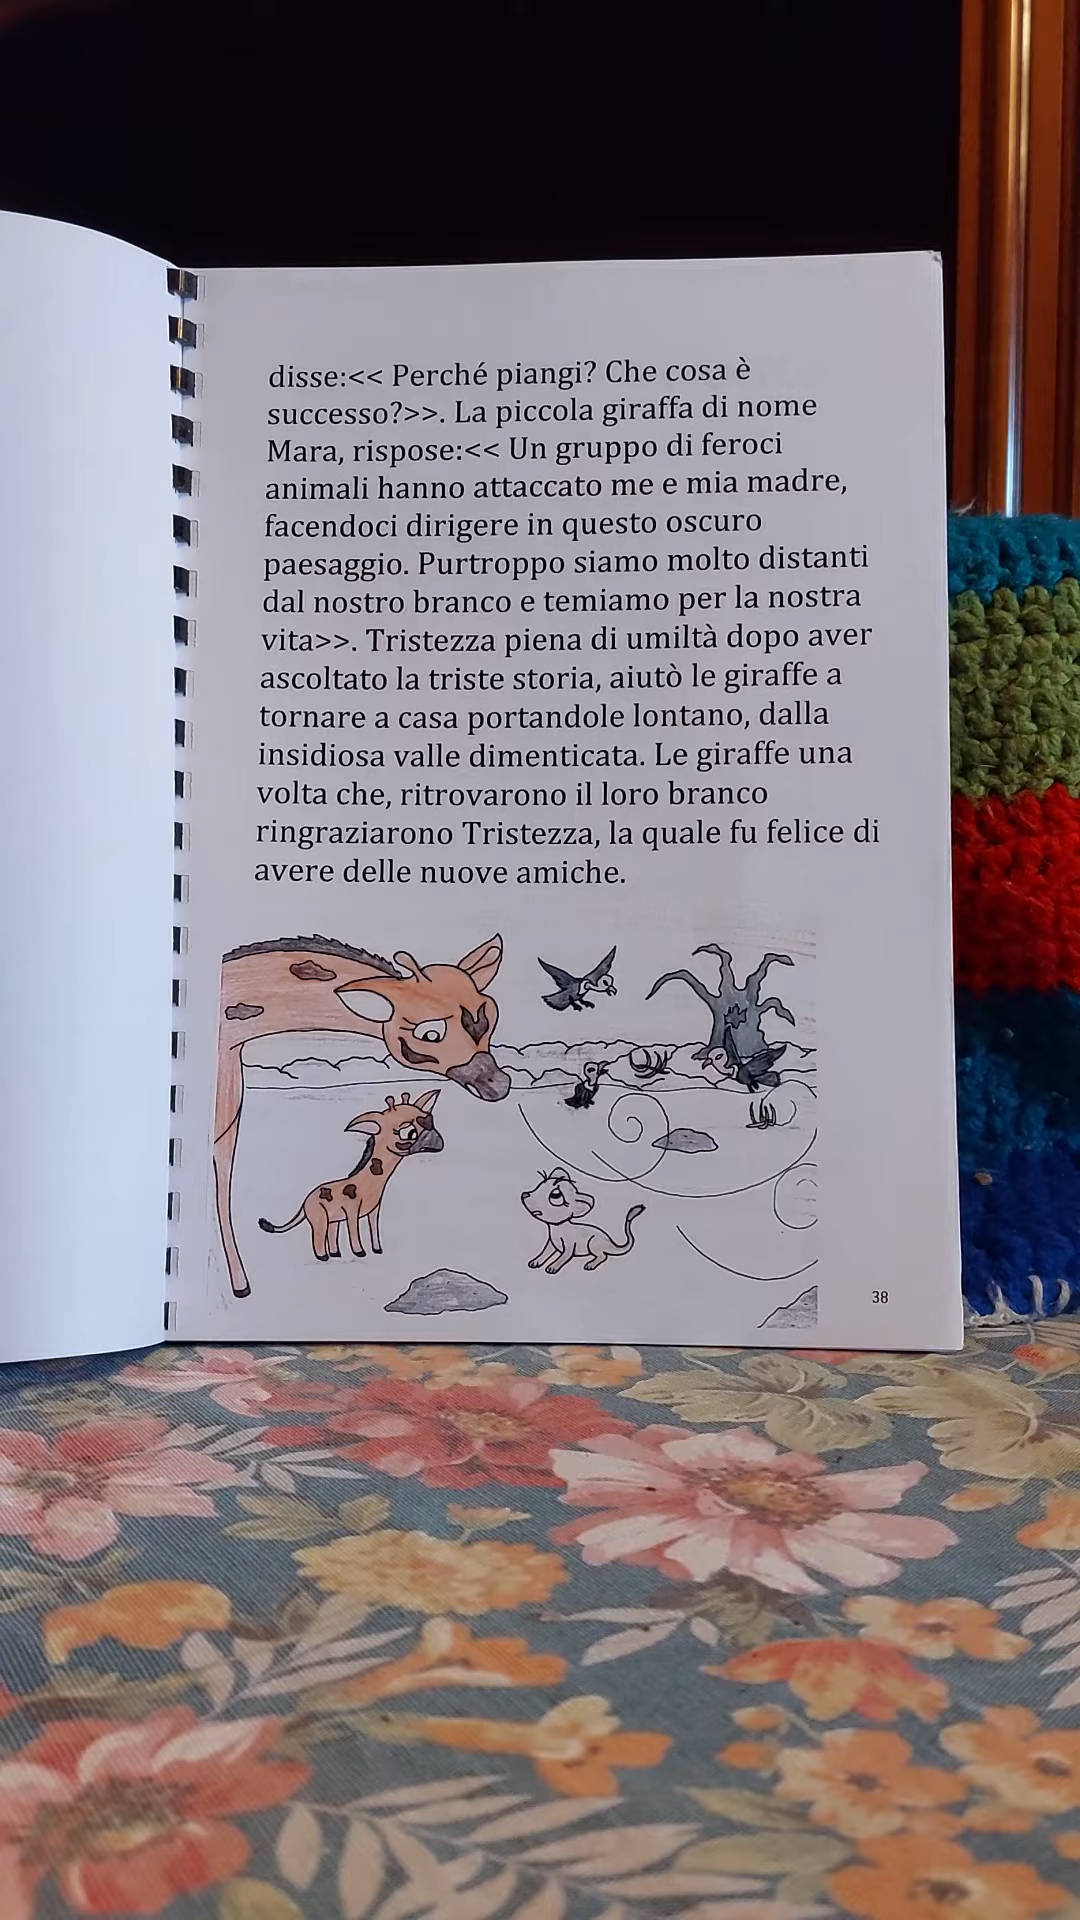 disse:<< Perché piangi? Che cosa è
successo?>>. La piccola giraffa di nome
Mara, rispose:<< Un gruppo di feroci
animali hanno attaccato me e mia madre,
facendoci dirigere in questo oscuro
paesaggio. Purtroppo siamo molto distanti
dal nostro branco e temiamo per la nostra
vita>>. Tristezza piena di umiltà dopo aver
ascoltato la triste storia, aiutò le giraffe a
tornare a casa portandole lontano, dalla
insidiosa valle dimenticata. Le giraffe una
volta che, ritrovarono il loro branco
ringraziarono Tristezza, la quale fu felice di
avere delle nuove amiche.
38